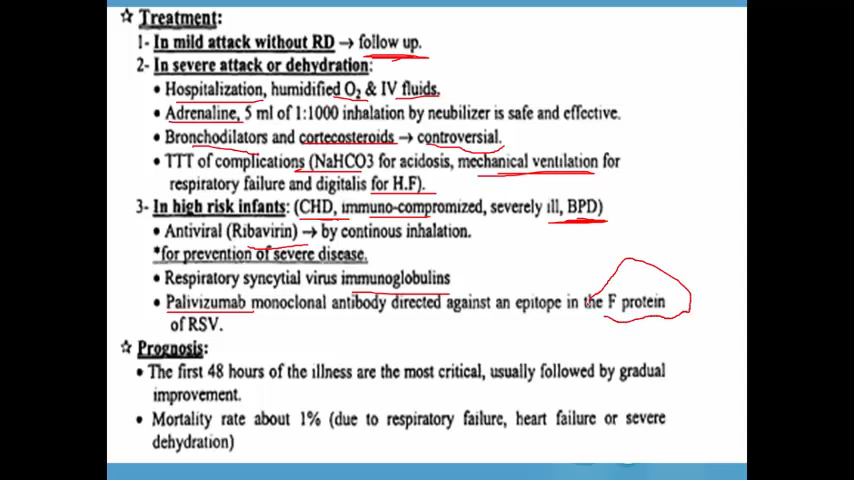 ☆ Treatment:
1- In mild attack without RD → follow up.
2- In severe attack or dehydration:
• Hospitalization, humidified O₂ & IV fluids.
• Adrenaline, 5 ml of 1:1000 inhalation by neubilizer is safe and effective.
• Bronchodilators and cortecosteroids → controversial.
• TTT of complications (NaHCO3 for acidosis, mechanical ventilation for
respiratory failure and digitalis for H.F).
3- In high risk infants: (CHD, immuno-compromized, severely ill, BPD)
• Antiviral (Ribavirin) → by continous inhalation.
*for prevention of severe disease.
• Respiratory syncytial virus immunoglobulins
• Palivizumab monoclonal antibody directed against an epitope in the F protein
of RSV.
☆ Prognosis:
• The first 48 hours of the illness are the most critical, usually followed by gradual
improvement.
• Mortality rate about 1% (due to respiratory failure, heart failure or severe
dehydration)